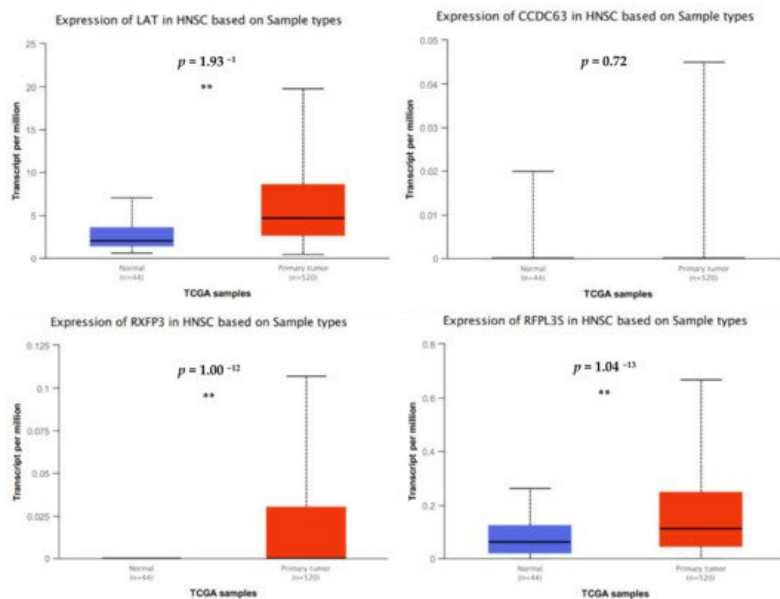 Expression of LAT in HNSC based on Sample types
p = 1.93 ⁻¹
**
Transcript per million
25
20
15
10
5
0
Normal
(n=44)
Primary tumor
(n=520)
TCGA samples
Expression of CCDC63 in HNSC based on Sample types
p = 0.72
Transcript per million
0.05
0.04
0.03
0.02
0.01
0
Normal
(n=44)
Primary tumor
(n=520)
TCGA samples
Expression of RXFP3 in HNSC based on Sample types
p = 1.00 ⁻¹²
**
Transcript per million
0.125
0.1
0.075
0.05
0.025
0
Normal
(n=44)
Primary tumor
(n=520)
TCGA samples
Expression of RFPL3S in HNSC based on Sample types
p = 1.04 ⁻¹³
**
Transcript per million
0.8
0.6
0.4
0.2
0
Normal
(n=44)
Primary tumor
(n=520)
TCGA samples